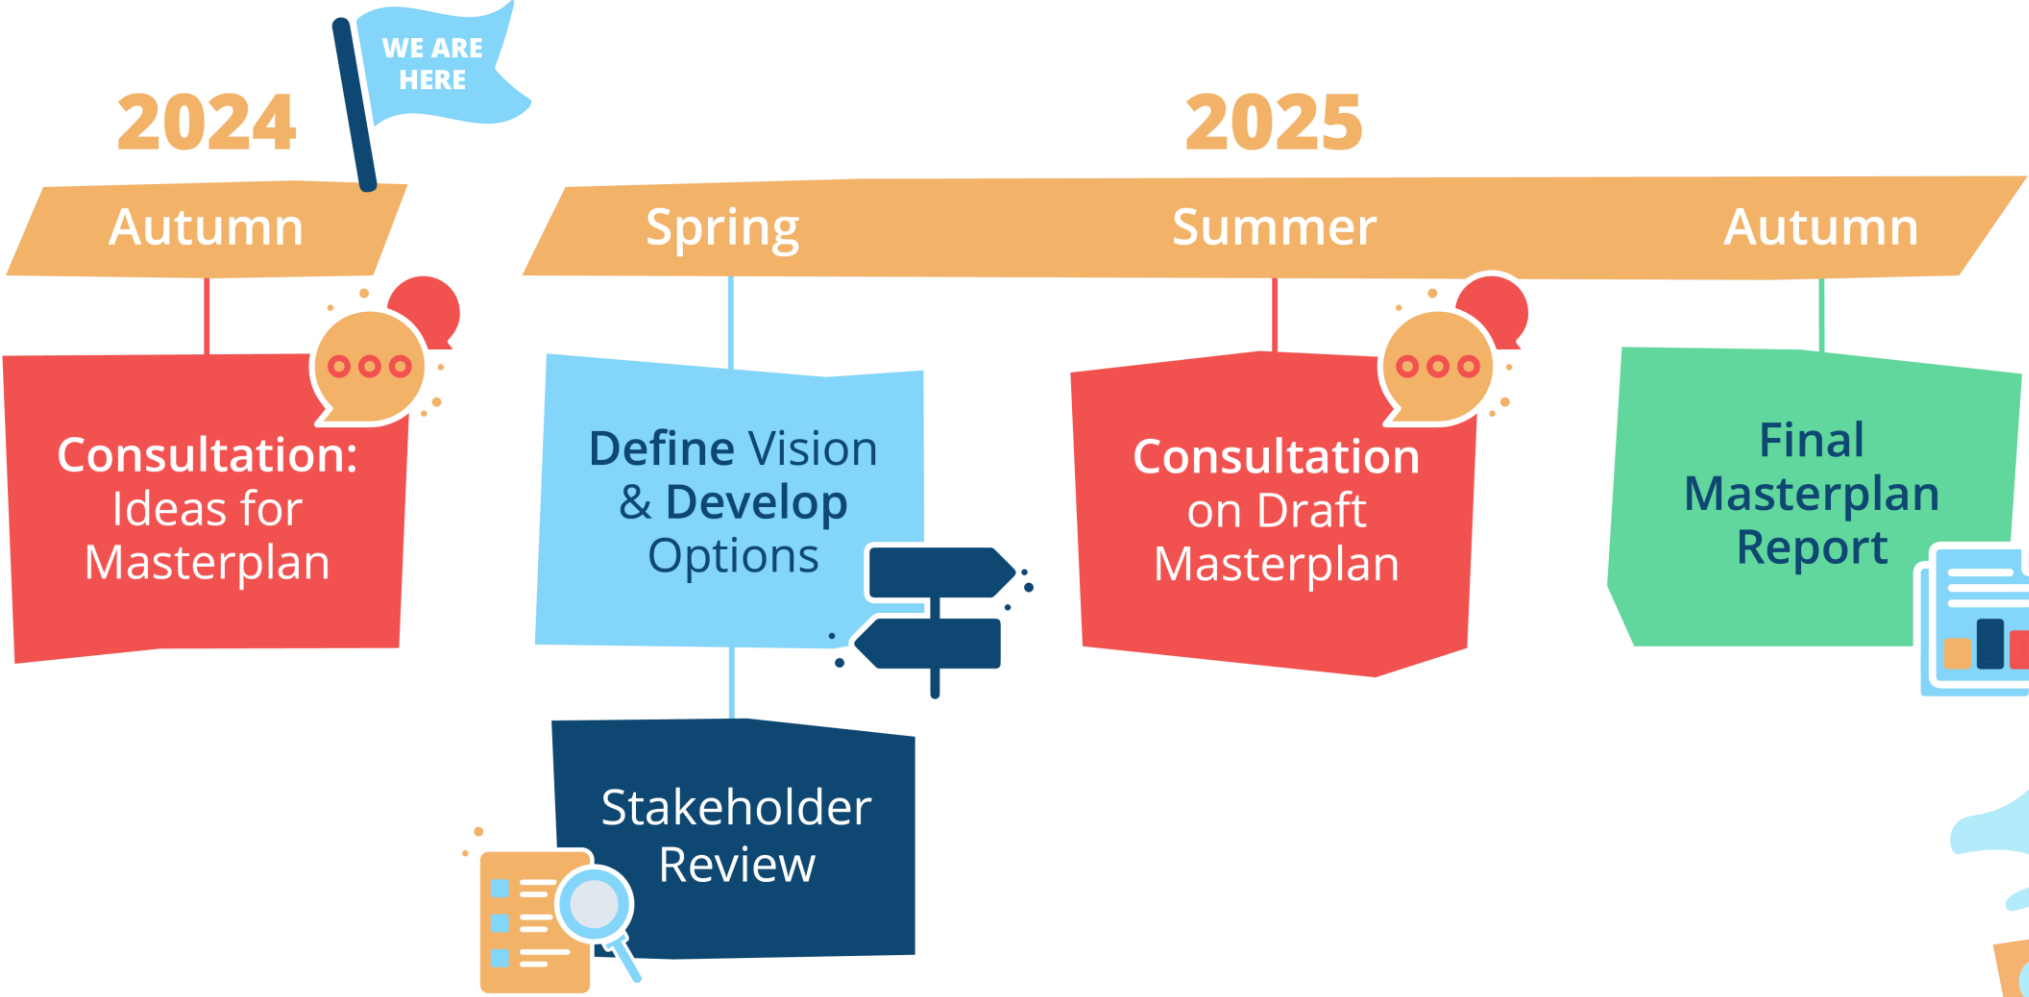 WE ARE
HERE
2024
2025
Autumn
Spring
Summer
Autumn
Consultation:
Ideas for
Masterplan
Define Vision
& Develop
Options
Consultation
on Draft
Masterplan
Final
Masterplan
Report
Stakeholder
Review